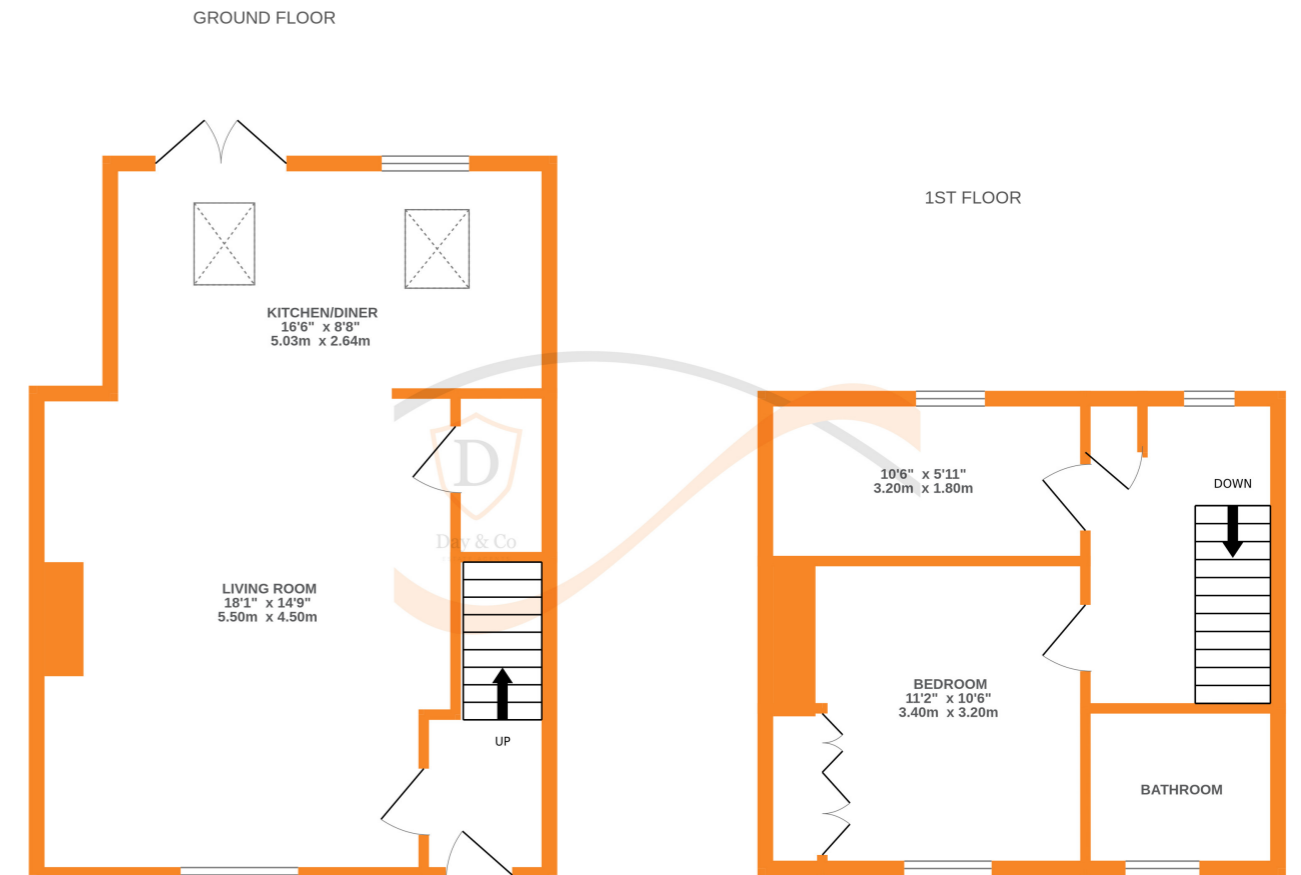 GROUND FLOOR
1ST FLOOR
KITCHEN/DINER
16'6" x 8'8"
5.03m x 2.64m
D
Day & Co
10'6" x 5'11"
3.20m x 1.80m
DOWN
LIVING ROOM
18'1" x 14'9"
5.50m x 4.50m
BEDROOM
11'2" x 10'6"
3.40m x 3.20m
UP
BATHROOM